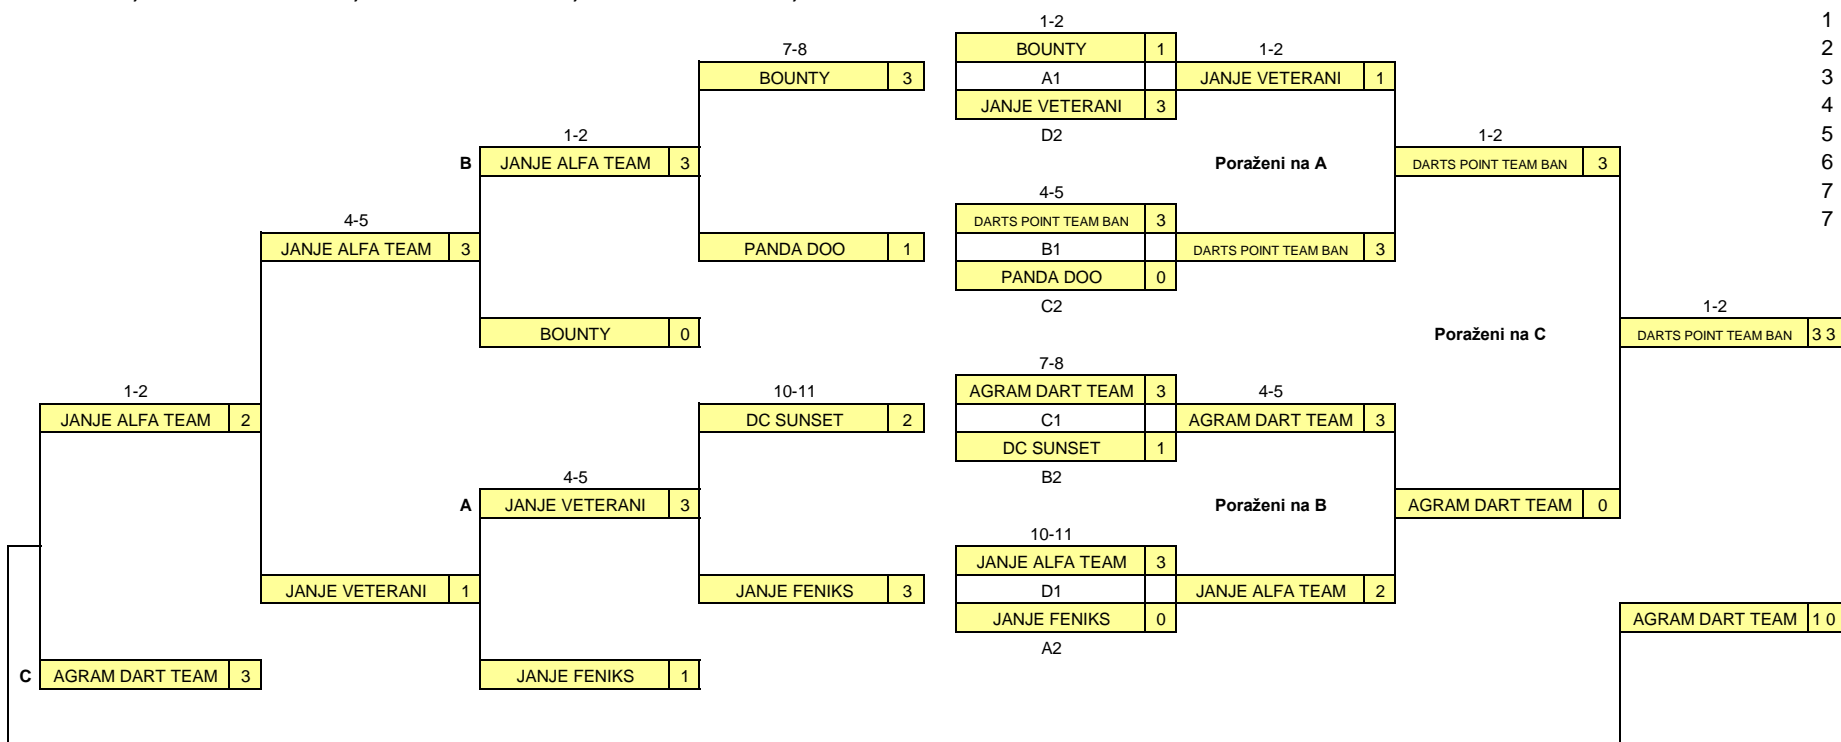 1-2 1
7-8 BOUNTY 1 1-2 2
BOUNTY 3 A1 JANJE VETERANI 1 3
JANJE VETERANI 3 4
1-2 D2 1-2 5
B JANJE ALFA TEAM 3 Poraženi na A DARTS POINT TEAM BAN 3 6
4-5 7
4-5 DARTS POINT TEAM BAN 3 7
JANJE ALFA TEAM 3 PANDA DOO 1 B1 DARTS POINT TEAM BAN 3
PANDA DOO 0
C2 1-2
BOUNTY 0 Poraženi na C DARTS POINT TEAM BAN 3 3
7-8
1-2 10-11 AGRAM DART TEAM 3 4-5
JANJE ALFA TEAM 2 DC SUNSET 2 C1 AGRAM DART TEAM 3
DC SUNSET 1
4-5 B2
A JANJE VETERANI 3 Poraženi na B AGRAM DART TEAM 0
10-11
JANJE ALFA TEAM 3
JANJE VETERANI 1 JANJE FENIKS 3 D1 JANJE ALFA TEAM 2
JANJE FENIKS 0 AGRAM DART TEAM 1 0
A2
C AGRAM DART TEAM 3 JANJE FENIKS 1